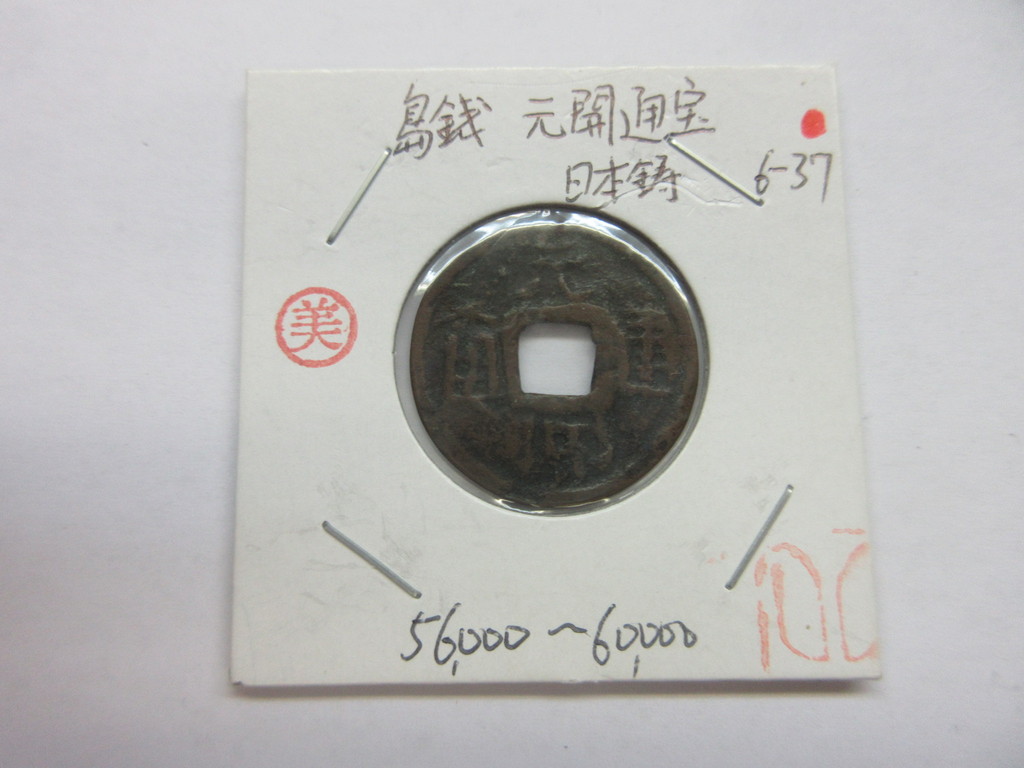 島銭 元開通宝
日本鋳 6-37
美
56,000~60,000